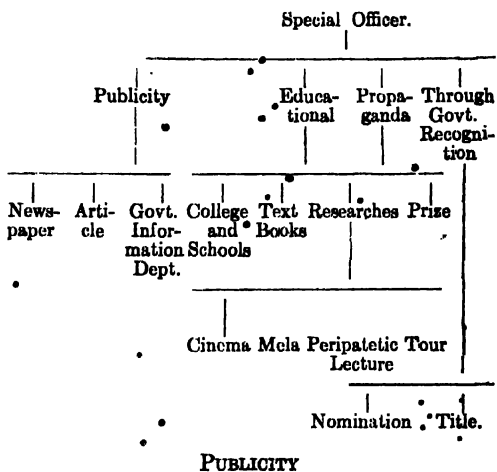 Special Officer.
Publicity Educa- Propa- Through
tional ganda Govt.
Recogni-
tion
News- Arti- Govt. College Text Researches Prize
paper cle Infor- and Books
mation Schools
Dept.
Cinema Mela Peripatetic Tour
Lecture
Nomination Title.
PUBLICITY